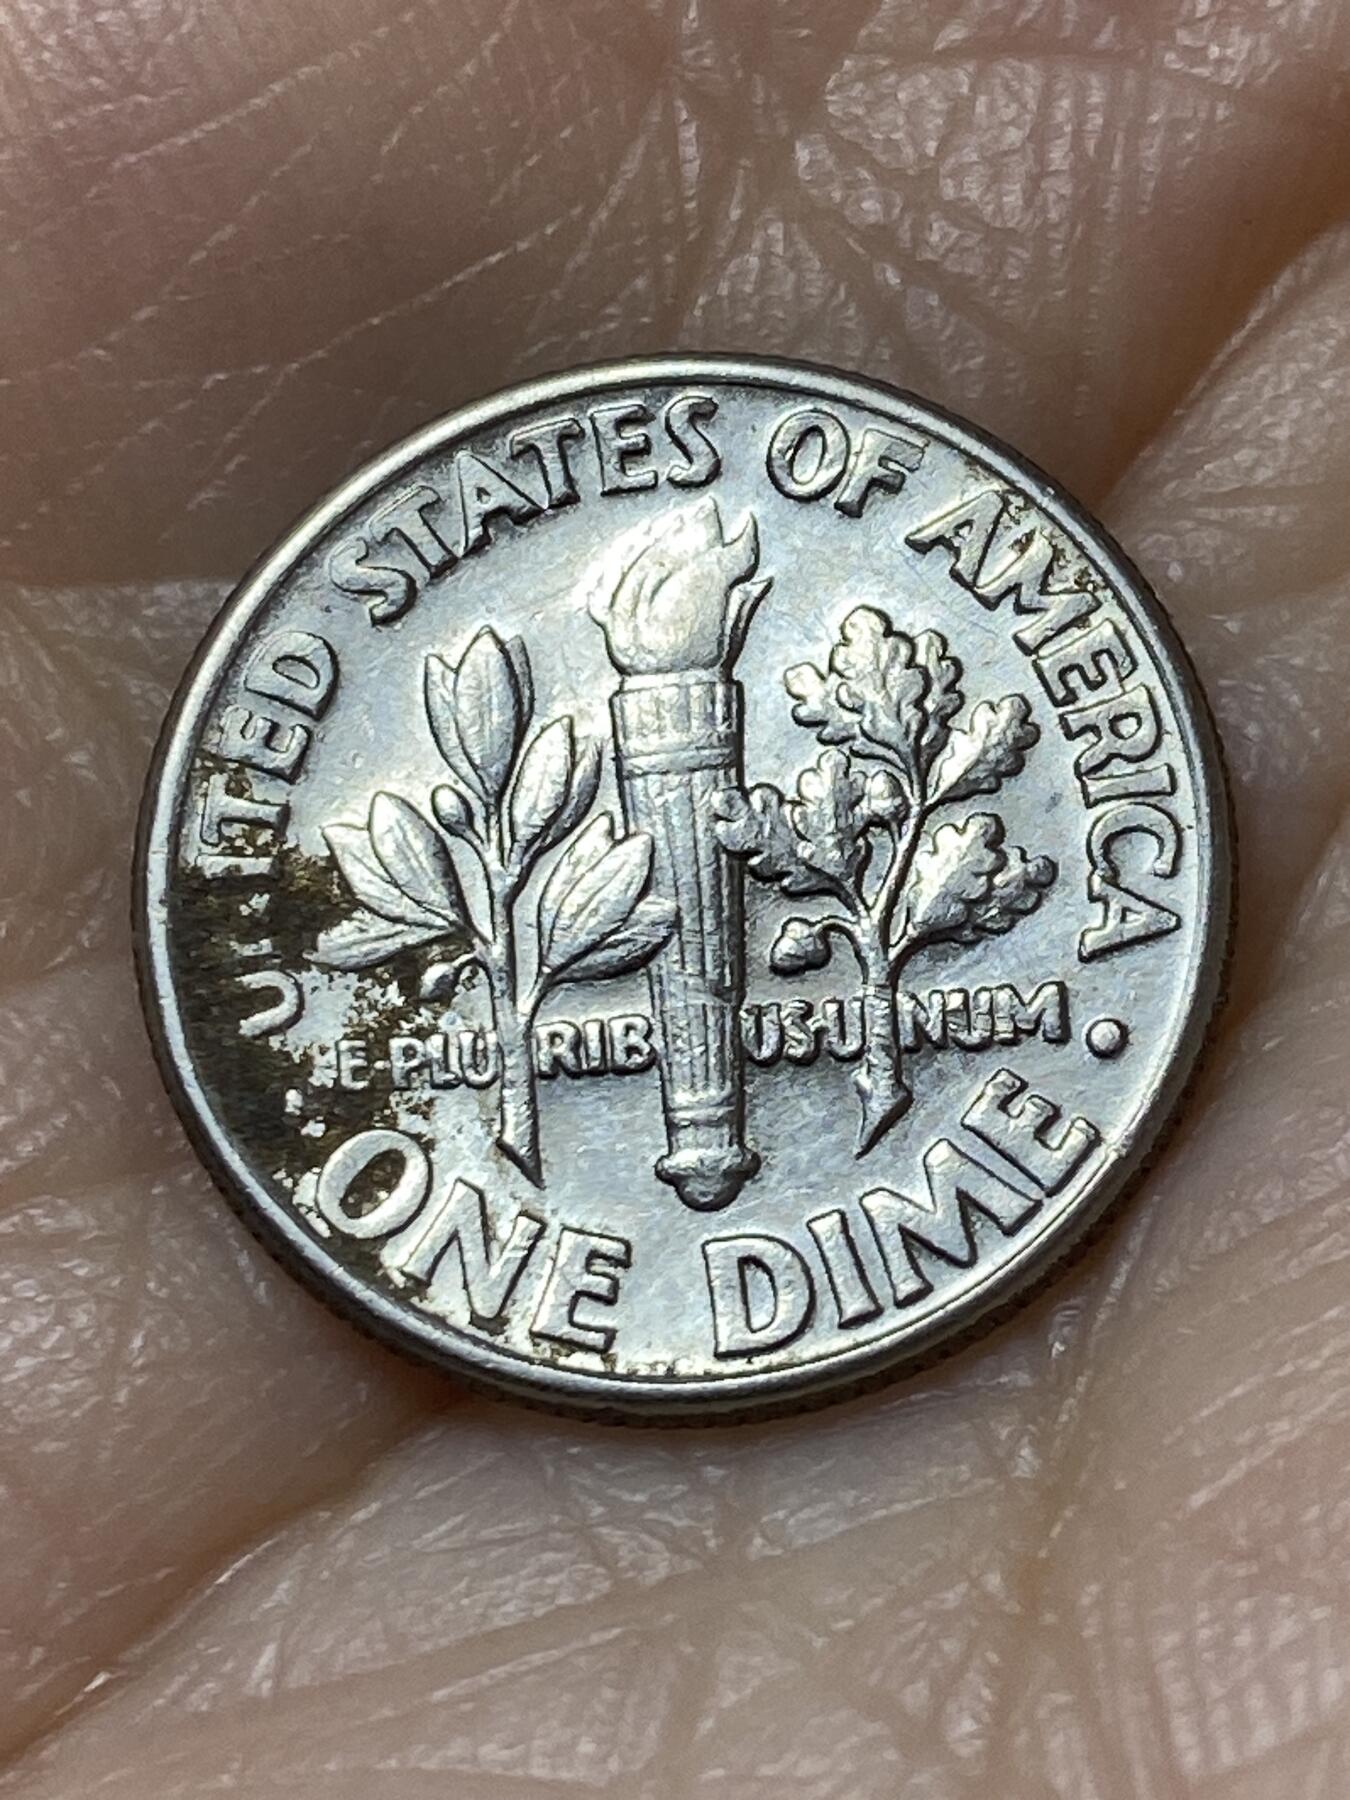 UNITED STATES OF AMERICA
E PLURIBUS UNUM
ONE DIME